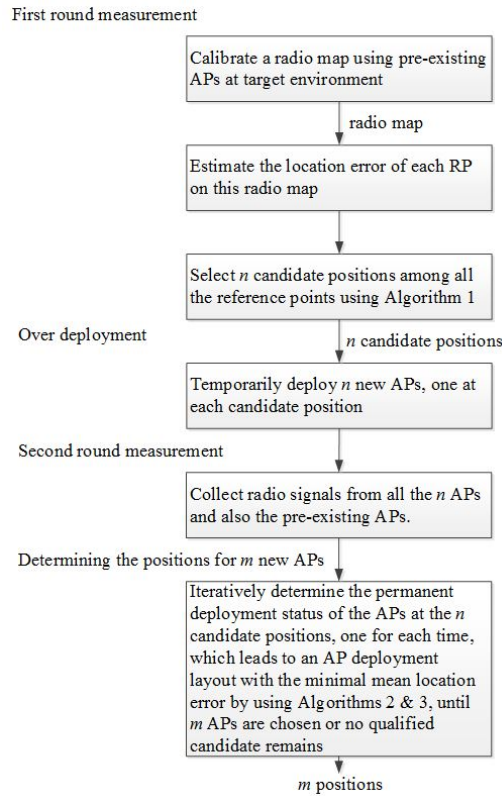 First round measurement
Calibrate a radio map using pre-existing
APs at target environment
radio map
Estimate the location error of each RP
on this radio map
Select n candidate positions among all
the reference points using Algorithm 1
Over deployment
n candidate positions
Temporarily deploy n new APs, one at
each candidate position
Second round measurement
Collect radio signals from all the n APs
and also the pre-existing APs.
Determining the positions for m new APs
Iteratively determine the permanent
deployment status of the APs at the n
candidate positions, one for each time,
which leads to an AP deployment
layout with the minimal mean location
error by using Algorithms 2 & 3, until
m APs are chosen or no qualified
candidate remains
m positions